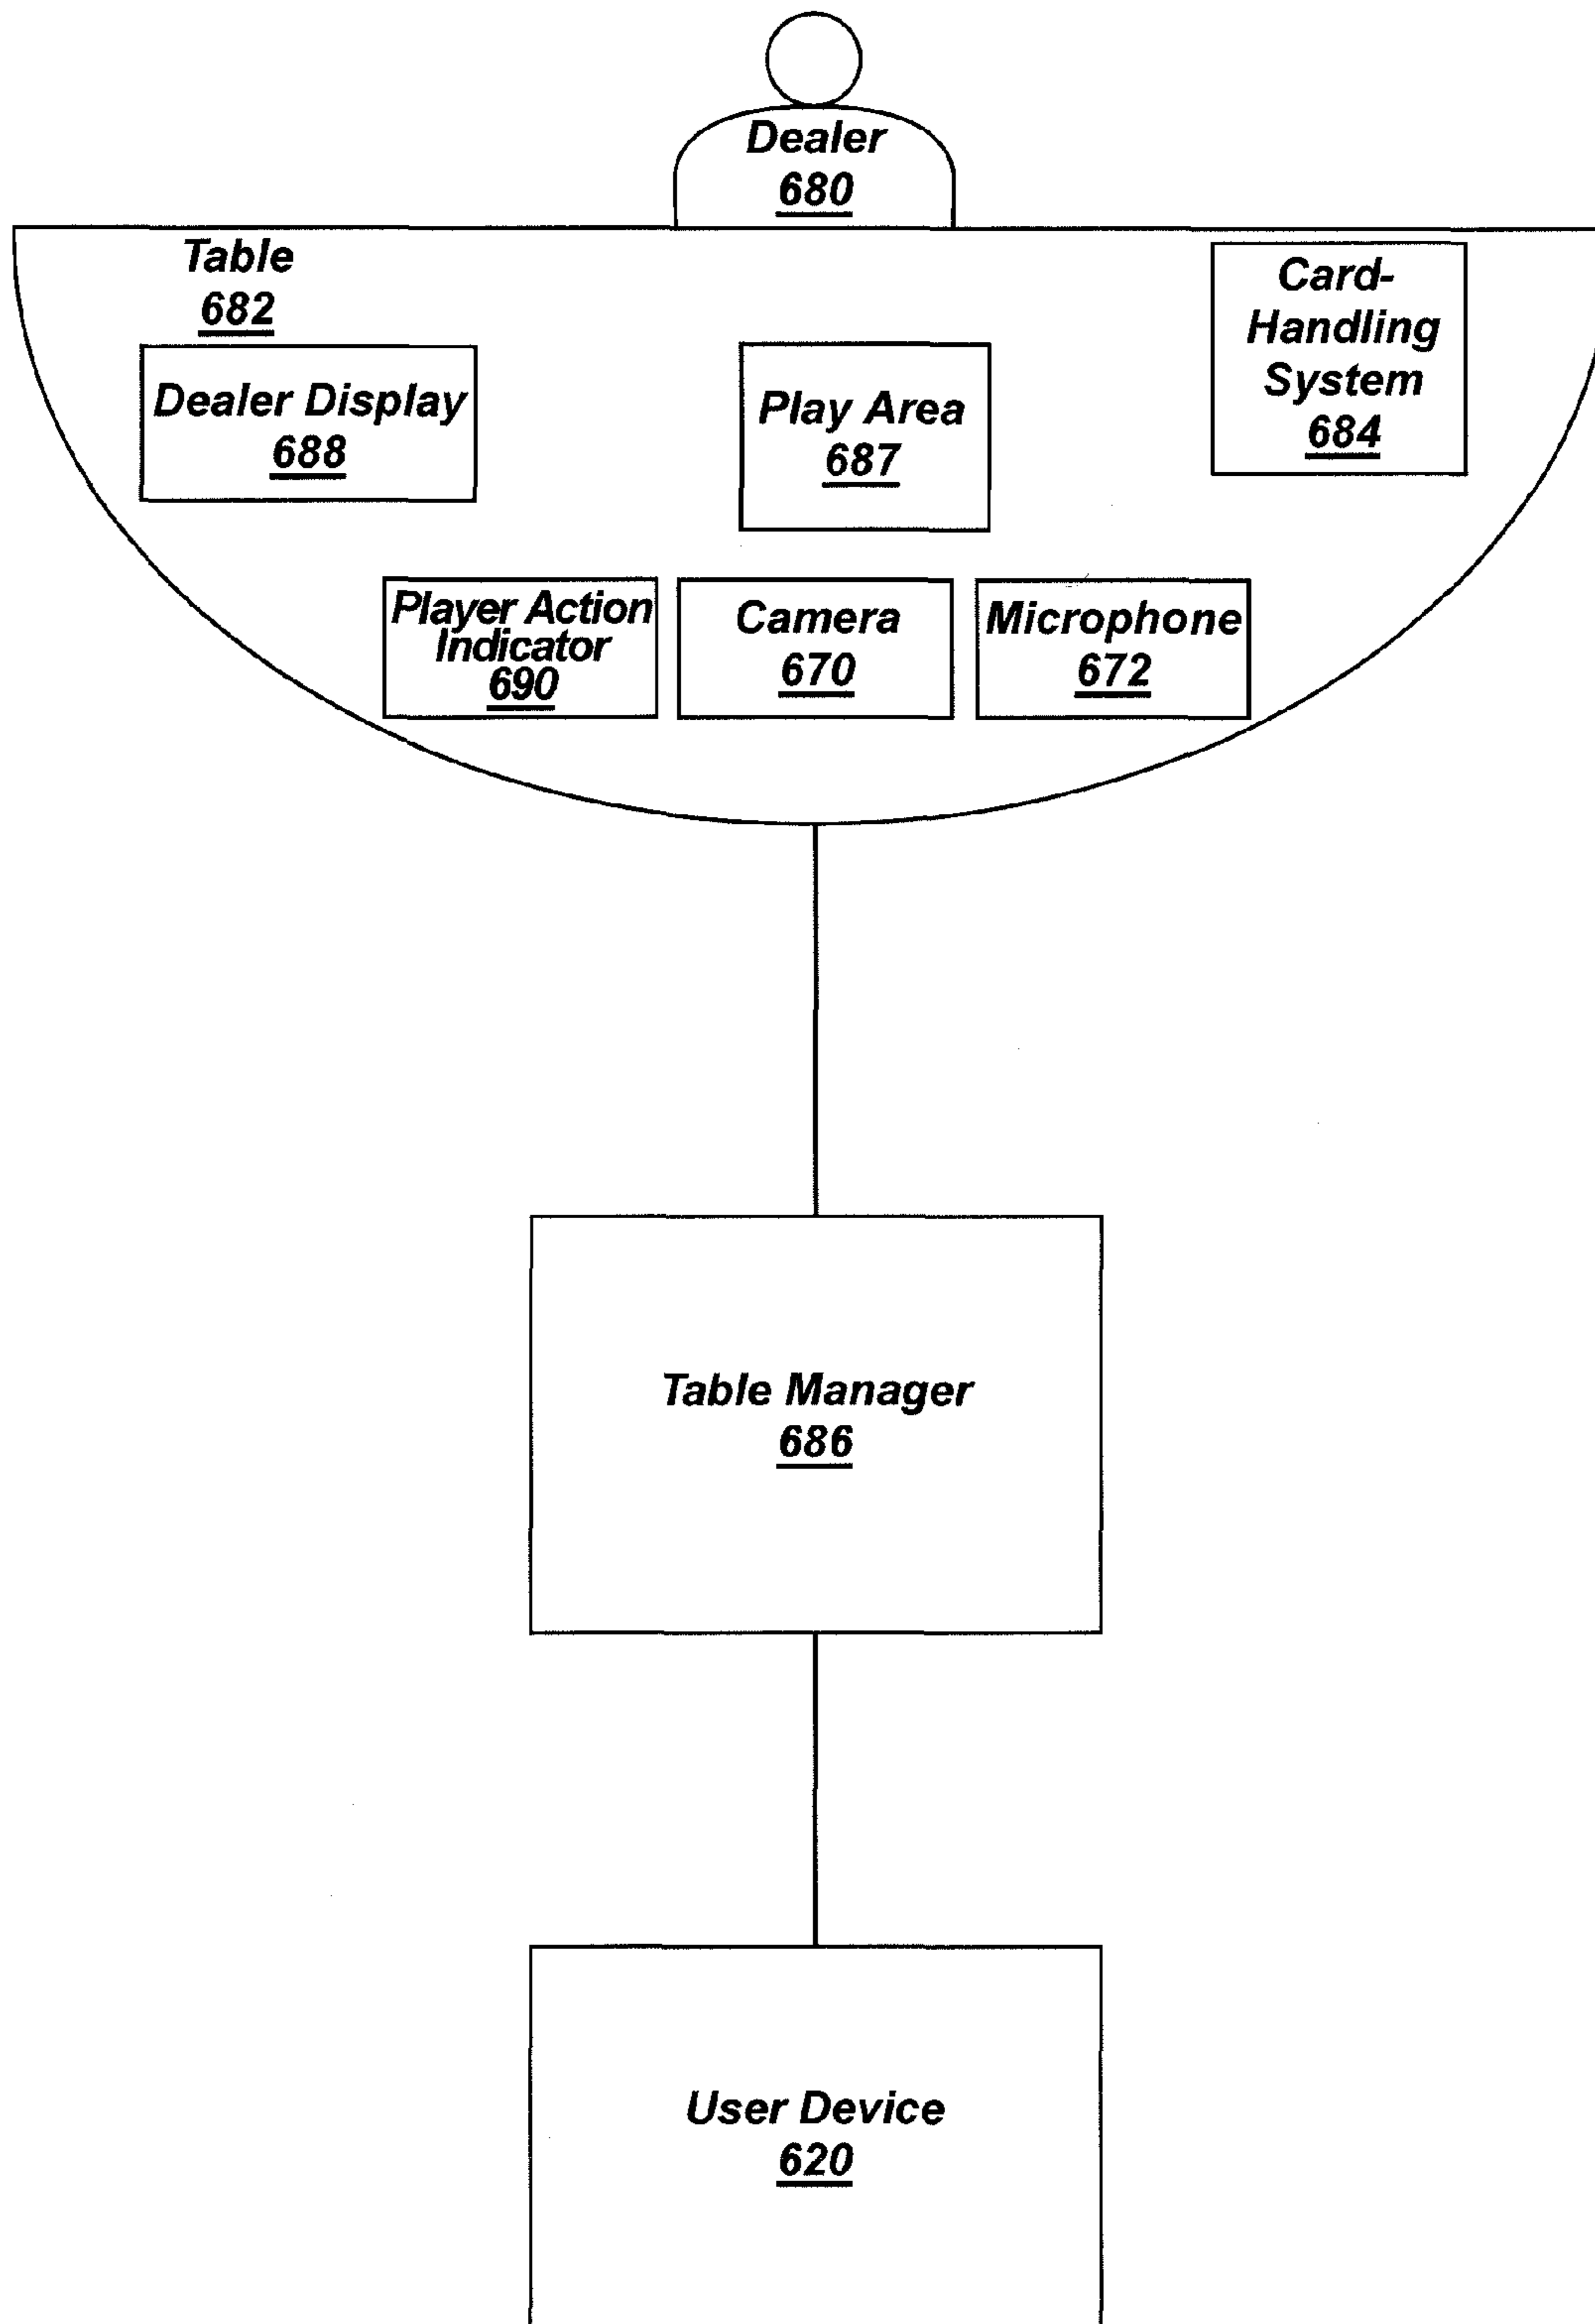 Dealer
680
Table
682
Card-
Handling
System
684
Dealer Display
688
Play Area
687
Player Action
Indicator
690
Camera
670
Microphone
672
Table Manager
686
User Device
620